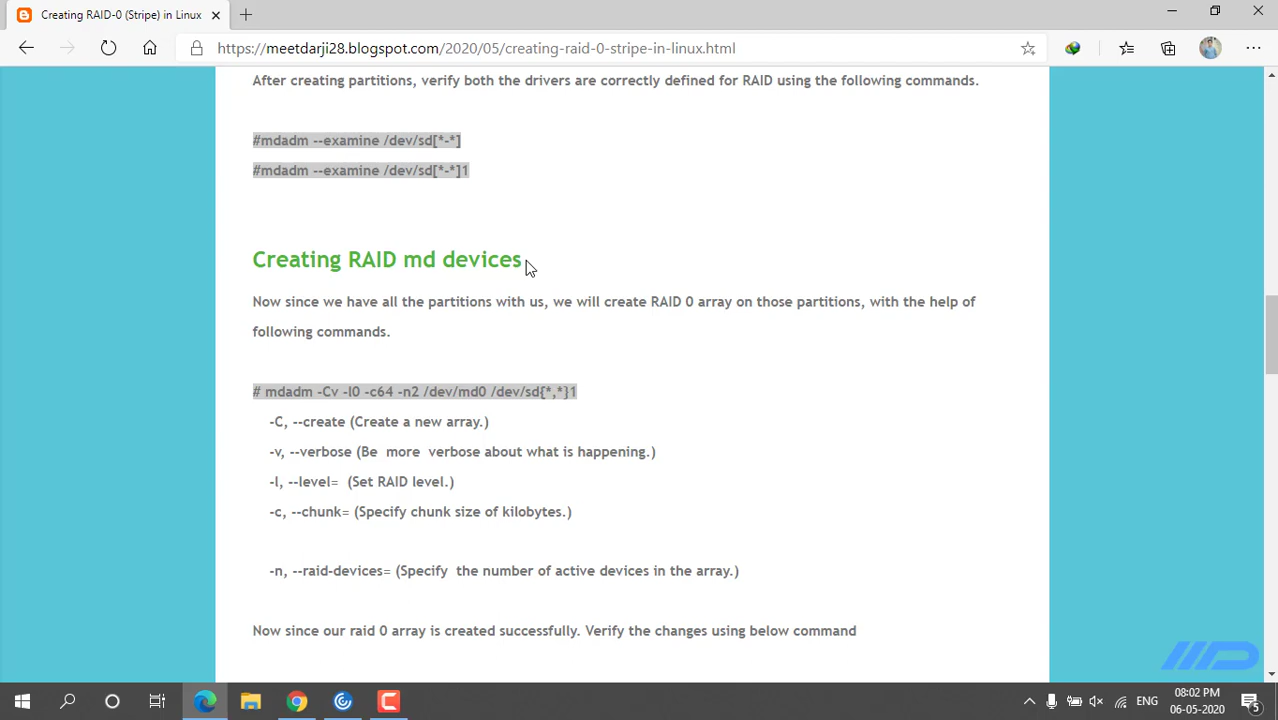 Creating RAID-0 (Stripe) in Linux
https://meetdarji28.blogspot.com/2020/05/creating-raid-0-stripe-in-linux.html
After creating partitions, verify both the drivers are correctly defined for RAID using the following commands.
#mdadm --examine /dev/sd[*-*]
#mdadm --examine /dev/sd[*-*]1
Creating RAID md devices
Now since we have all the partitions with us, we will create RAID 0 array on those partitions, with the help of
following commands.
# mdadm -Cv -l0 -c64 -n2 /dev/md0 /dev/sd{*,*}1
-C, --create (Create a new array.)
-v, --verbose (Be  more  verbose about what is happening.)
-l, --level=  (Set RAID level.)
-c, --chunk= (Specify chunk size of kilobytes.)
-n, --raid-devices= (Specify  the number of active devices in the array.)
Now since our raid 0 array is created successfully. Verify the changes using below command
ENG
08:02 PM
06-05-2020
5